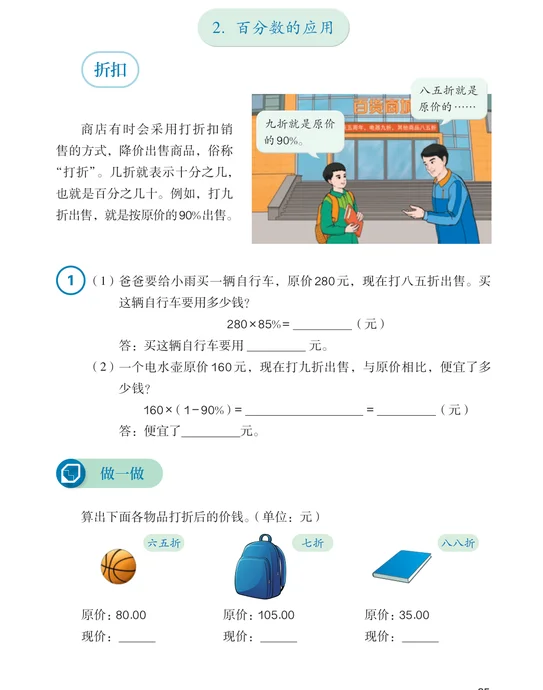 2. 百分数的应用
折扣
商店有时会采用打折扣销
售的方式，降价出售商品，俗称
“打折”。几折就表示十分之几，
也就是百分之几十。例如，打九
折出售，就是按原价的90%出售。
八五折就是
原价的……
九折就是原价
的90%。
1 （1）爸爸要给小雨买一辆自行车，原价280元，现在打八五折出售。买
这辆自行车要用多少钱？
280×85%=________（元）
答：买这辆自行车要用________元。
（2）一个电水壶原价160元，现在打九折出售，与原价相比，便宜了多
少钱？
160×（1-90%）=________________=________（元）
答：便宜了________元。
做一做
算出下面各物品打折后的价钱。（单位：元）
六五折 七折 八八折
原价：80.00 原价：105.00 原价：35.00
现价：_____ 现价：_____ 现价：_____